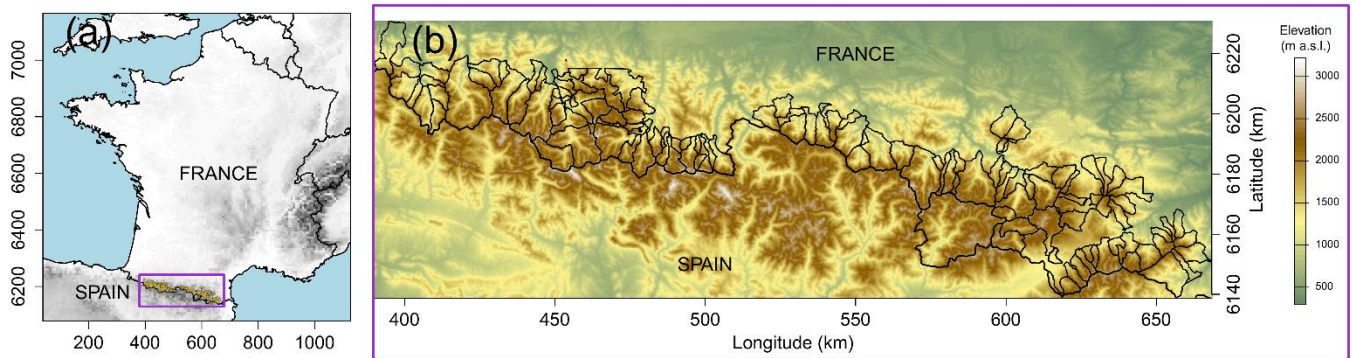 (a)
7000
6800
6600
6400
6200
FRANCE
SPAIN
200 400 600 800 1000
(b)
FRANCE
SPAIN
6220
6200
6180
6160
6140
Latitude (km)
400 450 500 550 600 650
Longitude (km)
Elevation
(m a.s.l.)
3000
2500
2000
1500
1000
500